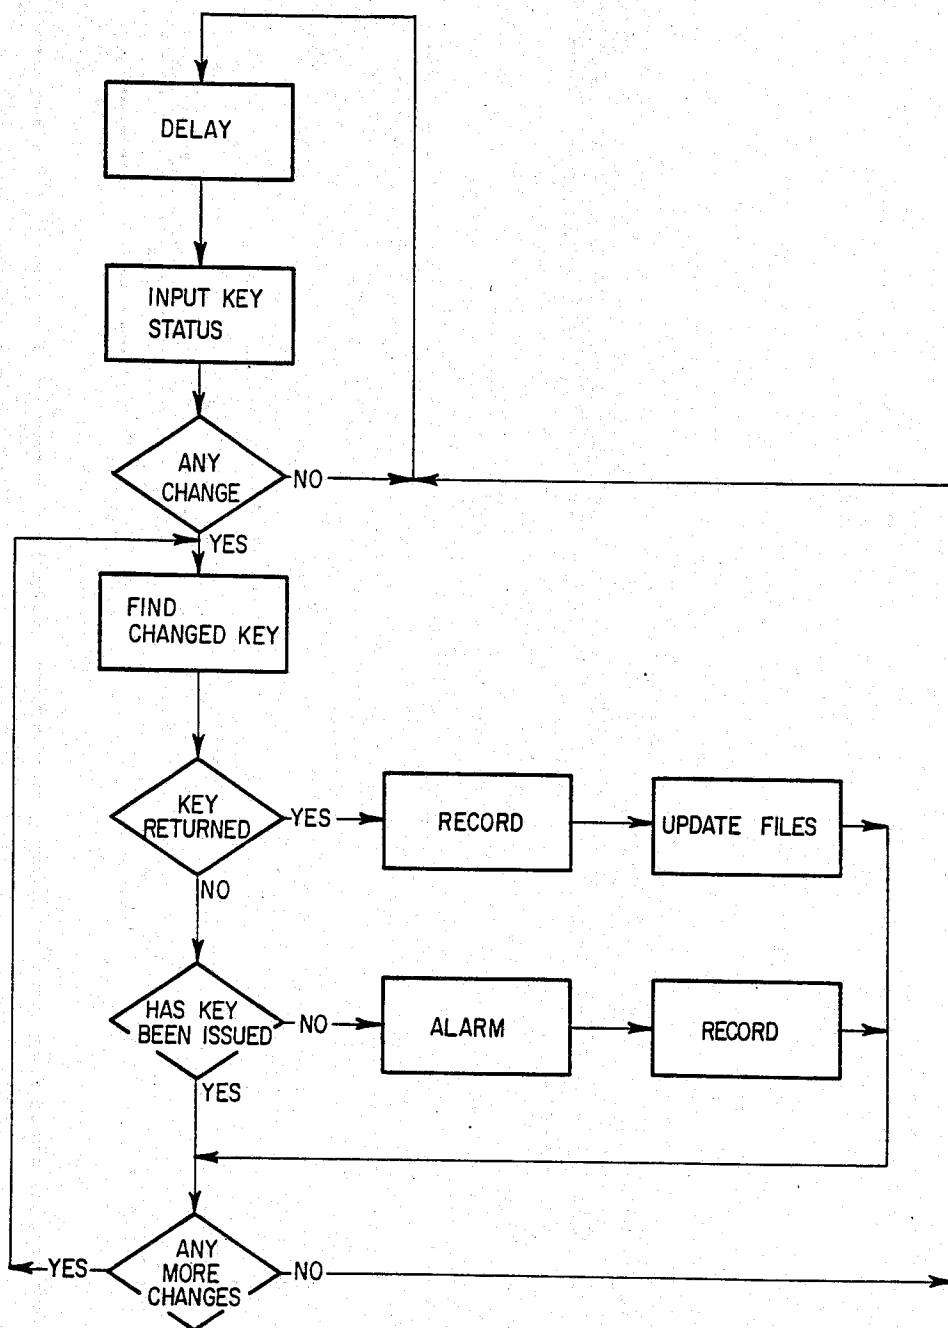 DELAY
INPUT KEY
STATUS
ANY
CHANGE
NO
YES
FIND
CHANGED KEY
KEY
RETURNED
YES
RECORD
UPDATE FILES
NO
HAS KEY
BEEN ISSUED
NO
ALARM
RECORD
YES
ANY
MORE
CHANGES
YES
NO